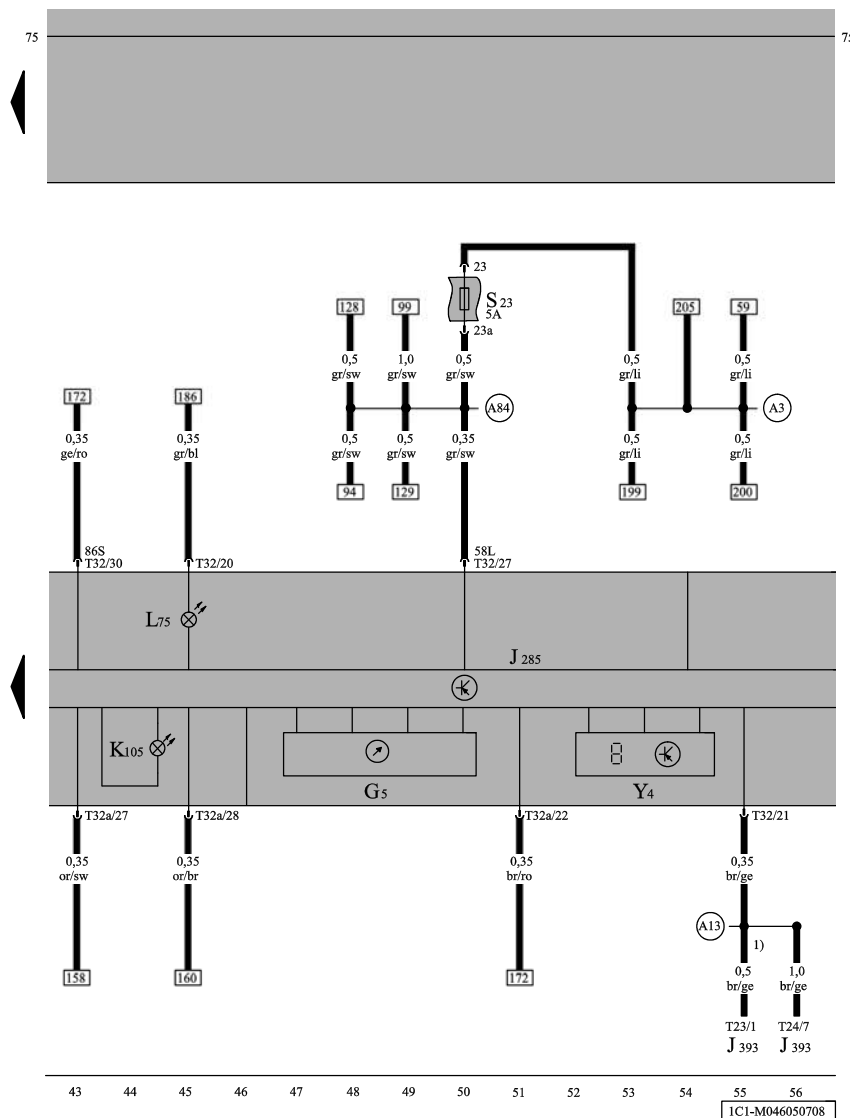 75 75
23
S 23
5A
128 99 205 59
23a
0,5 1,0 0,5 0,5 0,5
gr/sw gr/sw gr/sw gr/li gr/li
172 186
A84 A3
0,35 0,35 0,5 0,5 0,35 0,5 0,5
ge/ro gr/bl gr/sw gr/sw gr/sw gr/li gr/li
94 129 199 200
86S 58L
T32/30 T32/20 T32/27
L75
J 285
K105
G5 Y4
T32a/27 T32a/28 T32a/22 T32/21
0,35 0,35 0,35 0,35
or/sw or/br br/ro br/ge
A13
1)
158 160 172
0,5 1,0
br/ge br/ge
T23/1 T24/7
J 393 J 393
43 44 45 46 47 48 49 50 51 52 53 54 55 56
1C1-M046050708